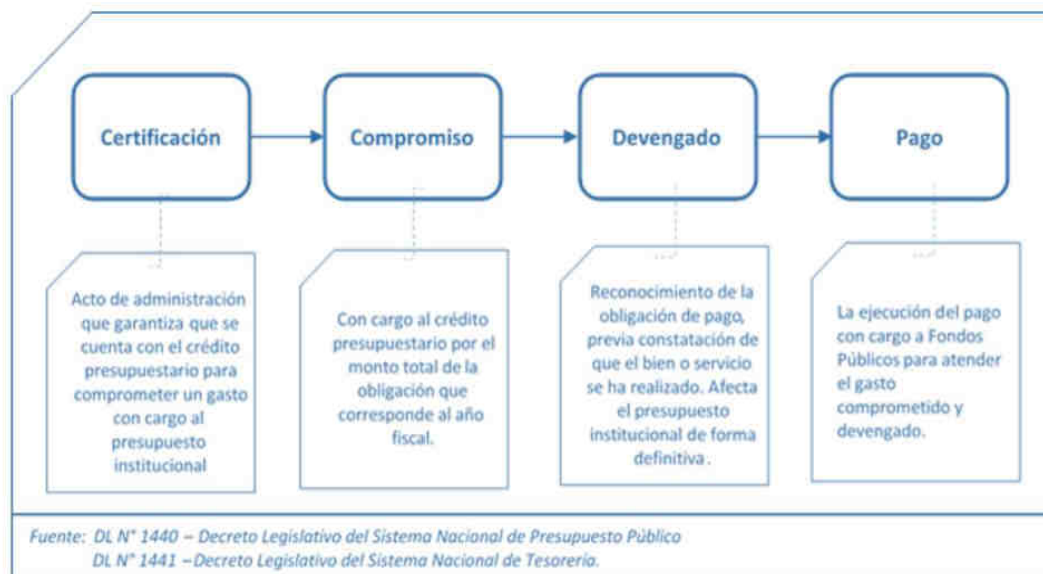 Certificación
Compromiso
Devengado
Pago
Acto de administración
que garantiza que se
cuenta con el crédito
presupuestario para
comprometer un gasto
con cargo al
presupuesto
institucional
Con cargo al crédito
presupuestario por el
monto total de la
obligación que
corresponde al año
fiscal.
Reconocimiento de la
obligación de pago,
previa constatación de
que el bien o servicio
se ha realizado. Afecta
el presupuesto
institucional de forma
definitiva .
La ejecución del pago
con cargo a Fondos
Públicos para atender
el gasto
comprometido y
devengado.
Fuente: DL N° 1440 – Decreto Legislativo del Sistema Nacional de Presupuesto Público
DL N° 1441 – Decreto Legislativo del Sistema Nacional de Tesorería.